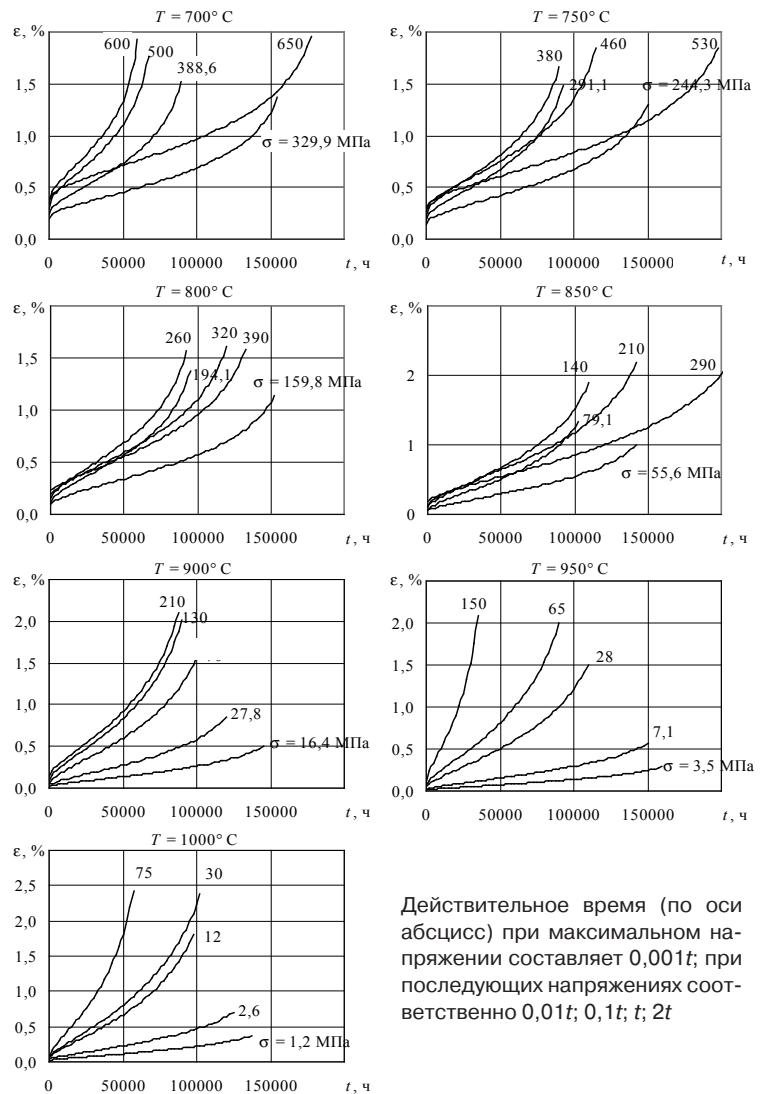 T = 700° C
ε, %
600
500
388,6
650
σ = 329,9 МПа
1,5
1,0
0,5
0,0
0 50000 100000 150000 t, ч
T = 750° C
ε, %
380
460
530
291,1
σ = 244,3 МПа
1,5
1,0
0,5
0,0
0 50000 100000 150000 t, ч
T = 800° C
ε, %
260
320
390
194,1
σ = 159,8 МПа
1,5
1,0
0,5
0,0
0 50000 100000 150000 t, ч
T = 850° C
ε, %
140
210
290
79,1
σ = 55,6 МПа
2
1
0
0 50000 100000 150000 t, ч
T = 900° C
ε, %
210
130
27,8
σ = 16,4 МПа
2,0
1,5
1,0
0,5
0,0
0 50000 100000 150000 t, ч
T = 950° C
ε, %
150
65
28
7,1
σ = 3,5 МПа
2,0
1,5
1,0
0,5
0,0
0 50000 100000 150000 t, ч
T = 1000° C
ε, %
75
30
12
2,6
σ = 1,2 МПа
2,5
2,0
1,5
1,0
0,5
0,0
0 50000 100000 150000 t, ч
Действительное время (по оси
абсцисс) при максимальном на-
пряжении составляет 0,001t; при
последующих напряжениях соот-
ветственно 0,01t; 0,1t; t; 2t